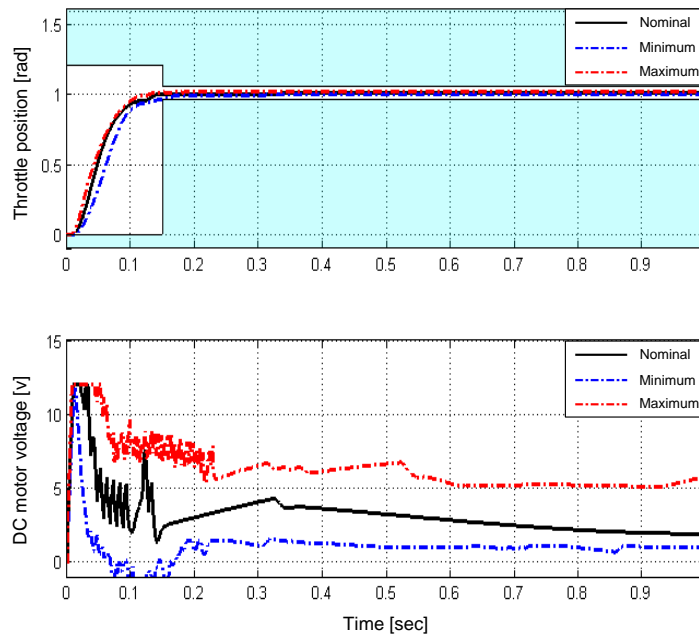 Throttle position [rad]
1.5
1
0.5
0
0 0.1 0.2 0.3 0.4 0.5 0.6 0.7 0.8 0.9
Nominal
Minimum
Maximum
DC motor voltage [v]
15
10
5
0
0 0.1 0.2 0.3 0.4 0.5 0.6 0.7 0.8 0.9
Nominal
Minimum
Maximum
Time [sec]